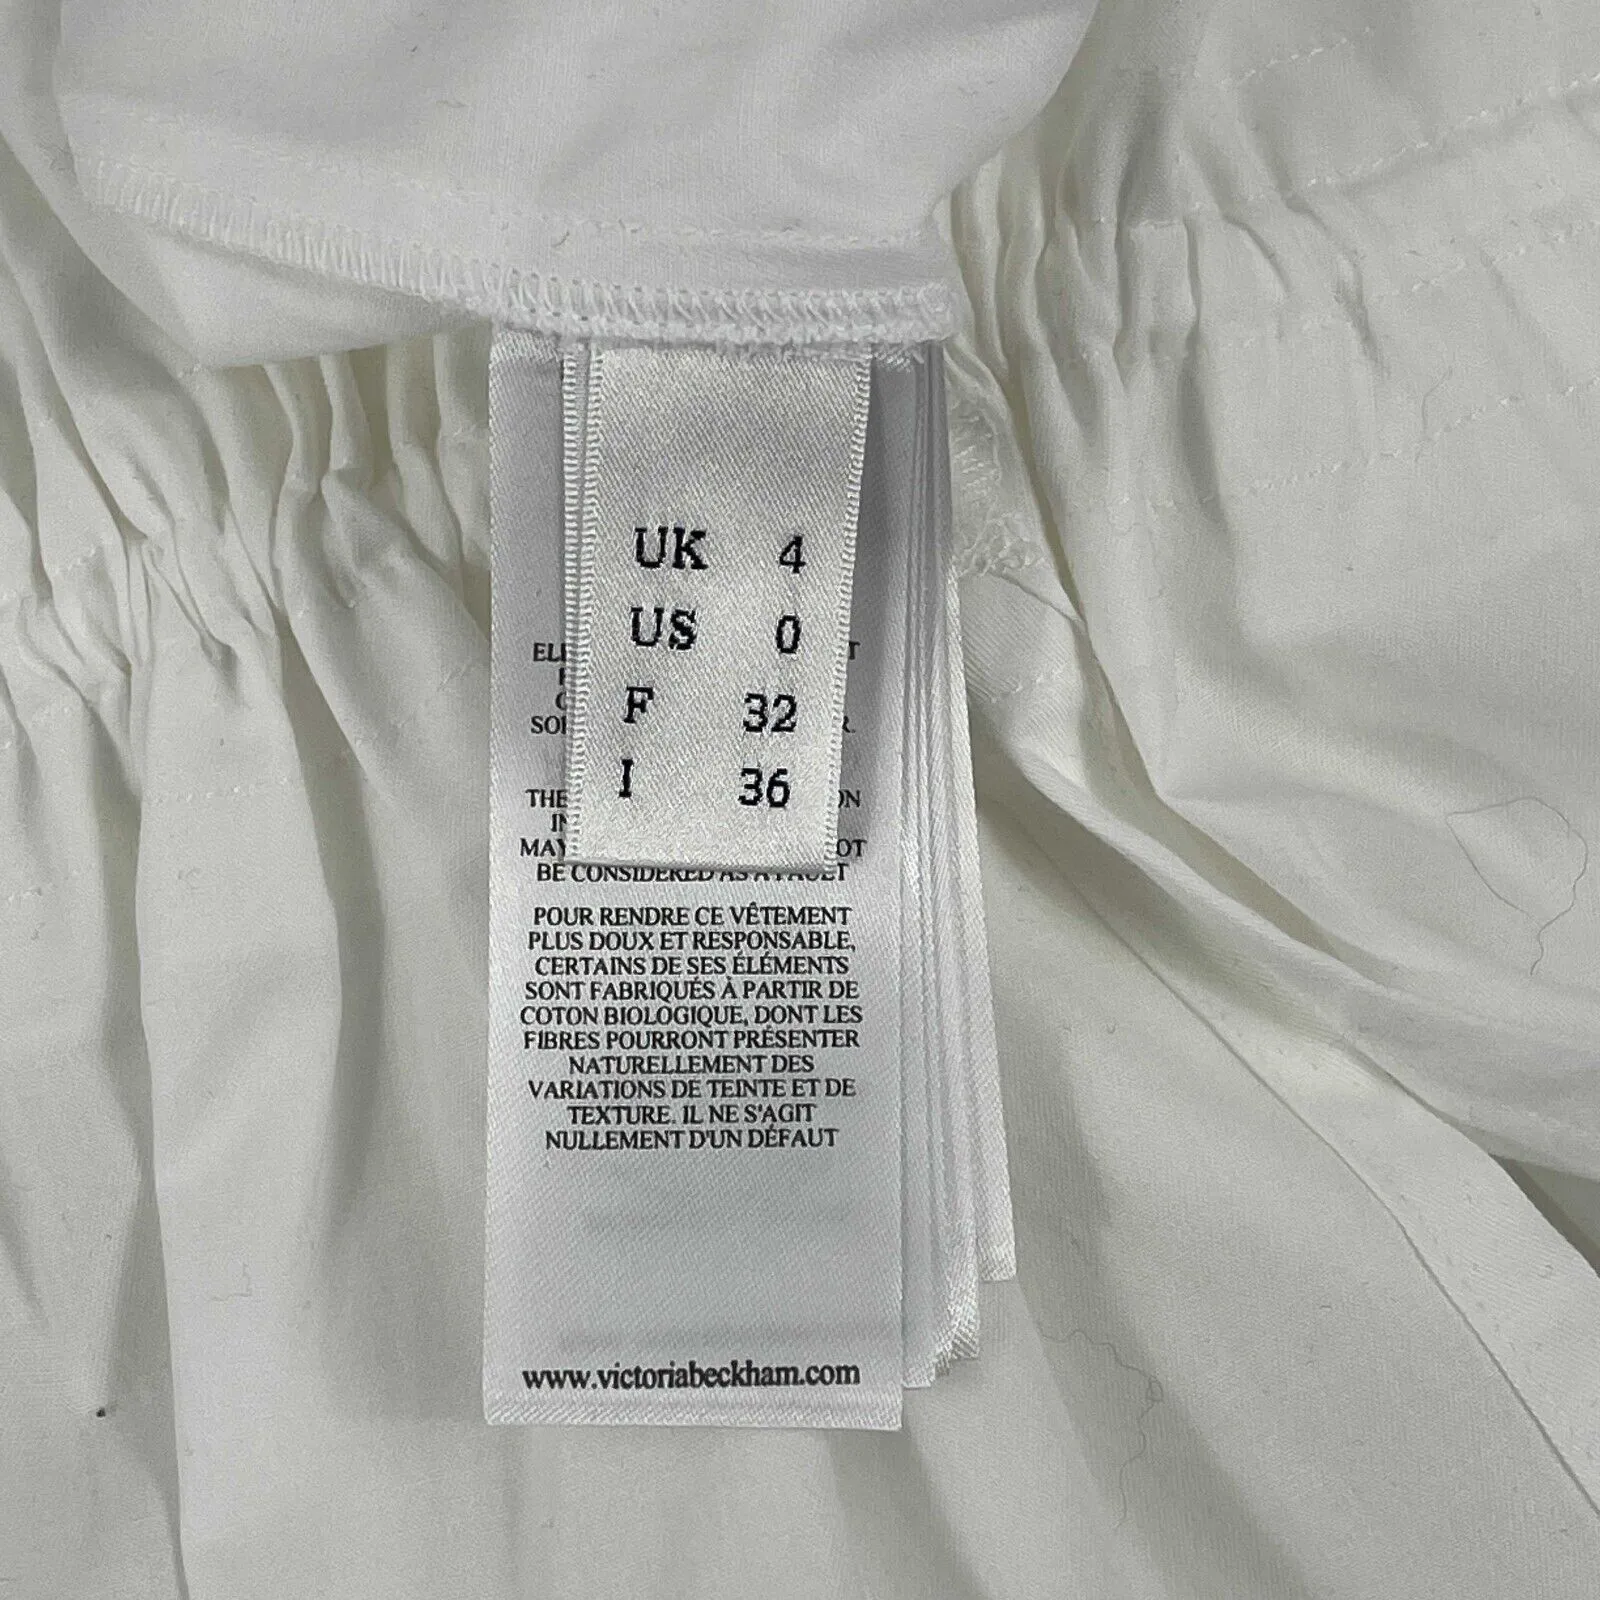 UK 4
US 0
F 32
I 36
THE
BE CONSIDERED AS A FAULT
POUR RENDRE CE VÊTEMENT
PLUS DOUX ET RESPONSABLE,
CERTAINS DE SES ÉLÉMENTS
SONT FABRIQUÉS À PARTIR DE
COTON BIOLOGIQUE, DONT LES
FIBRES POURRONT PRÉSENTER
NATURELLEMENT DES
VARIATIONS DE TEINTE ET DE
TEXTURE. IL NE S'AGIT
NULLEMENT D'UN DÉFAUT
www.victoriabeckham.com